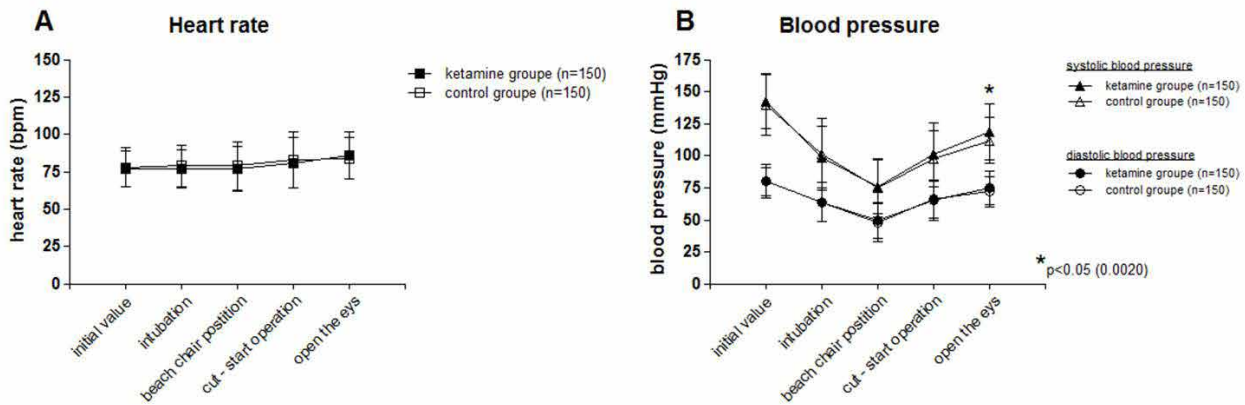 A
Heart rate
heart rate (bpm)
150
125
100
75
50
25
0
initial value
intubation
beach chair postition
cut - start operation
open the eys
ketamine groupe (n=150)
control groupe (n=150)
B
Blood pressure
blood pressure (mmHg)
175
150
125
100
75
50
25
0
initial value
intubation
beach chair postition
cut - start operation
open the eys
*
systolic blood pressure
ketamine groupe (n=150)
control groupe (n=150)
diastolic blood pressure
ketamine groupe (n=150)
control groupe (n=150)
*p<0.05 (0.0020)